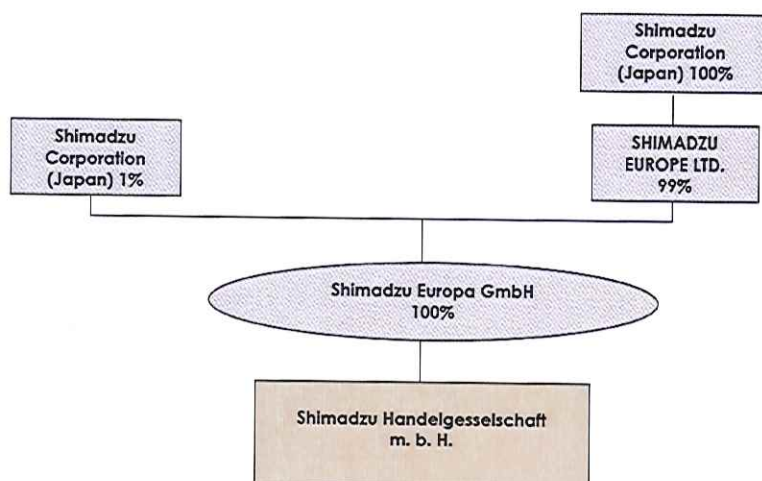 Shimadzu
Corporation
(Japan) 100%
Shimadzu
Corporation
(Japan) 1%
SHIMADZU
EUROPE LTD.
99%
Shimadzu Europa GmbH
100%
Shimadzu Handelgesselschaft
m. b. H.